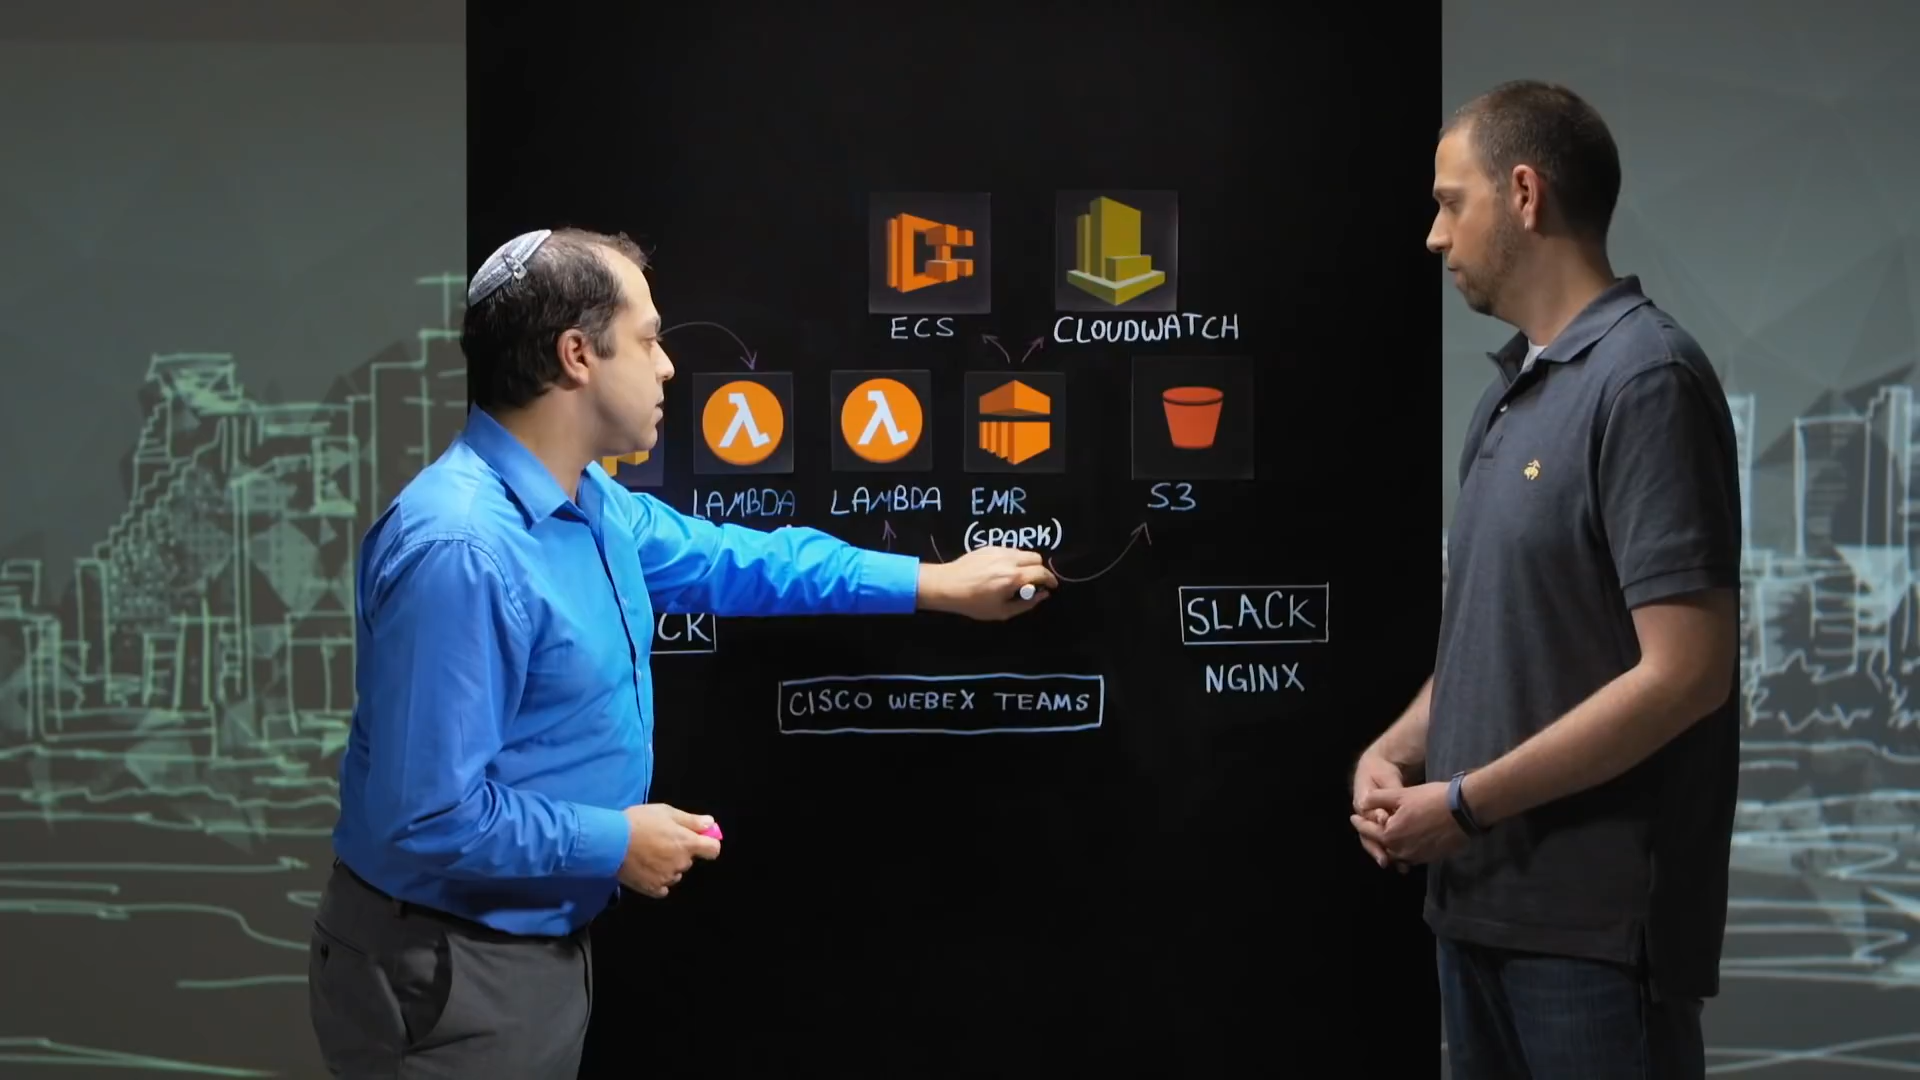 ECS
CLOUDWATCH
LAMBDA
LAMBDA
EMR
(SPARK)
S3
CK
SLACK
NGINX
CISCO WEBEX TEAMS